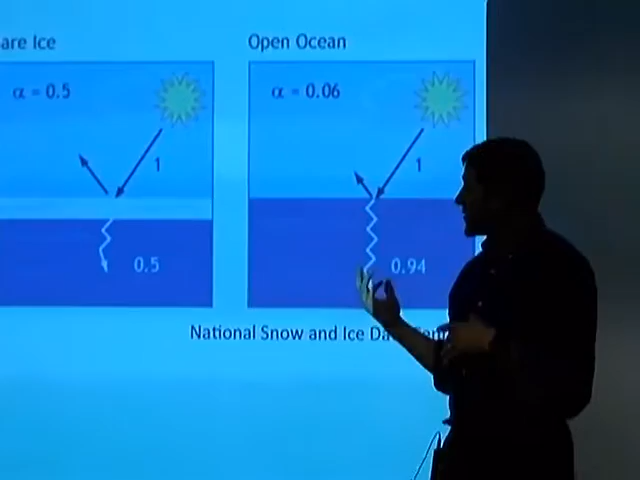 are Ice
Open Ocean
α = 0.5
α = 0.06
1
1
0.5
0.94
National Snow and Ice